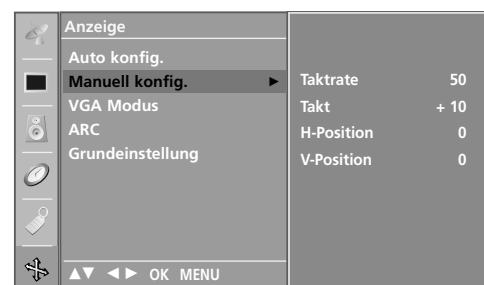 Anzeige
Auto konfig.
Manuell konfig. ►
VGA Modus
ARC
Grundeinstellung
▲▼ ◄► OK MENU
Taktrate 50
Takt + 10
H-Position 0
V-Position 0